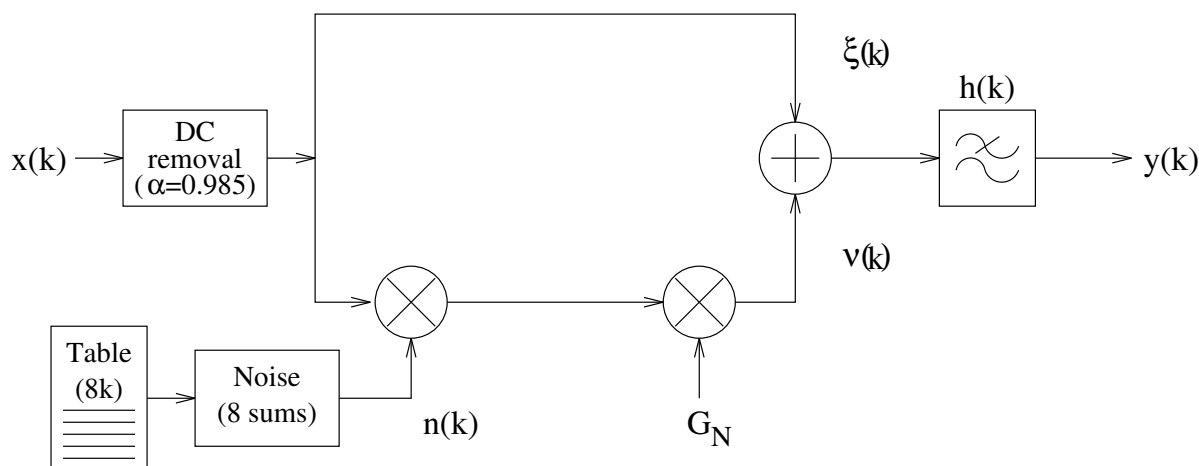 ξ(k)
h(k)
x(k)
DC
removal
(α=0.985)
y(k)
ν(k)
Table
(8k)
Noise
(8 sums)
n(k)
G_N